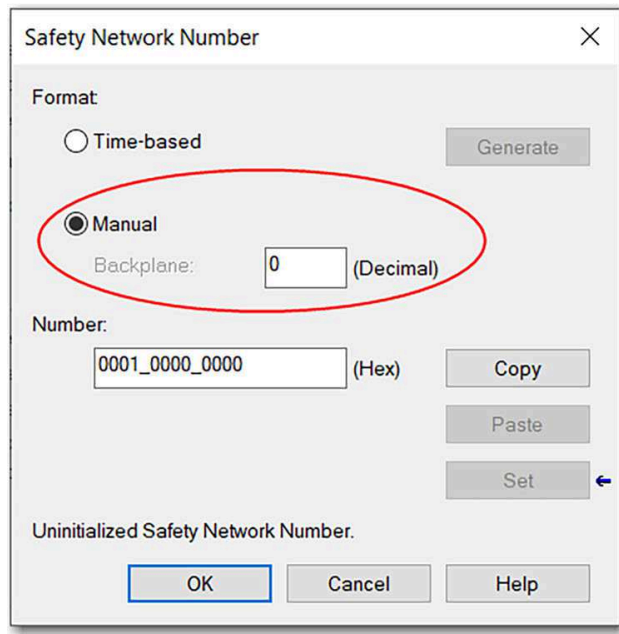 Safety Network Number
Format:
Time-based
Generate
Manual
Backplane:
0
(Decimal)
Number:
0001_0000_0000
(Hex)
Copy
Paste
Set
Uninitialized Safety Network Number.
OK
Cancel
Help